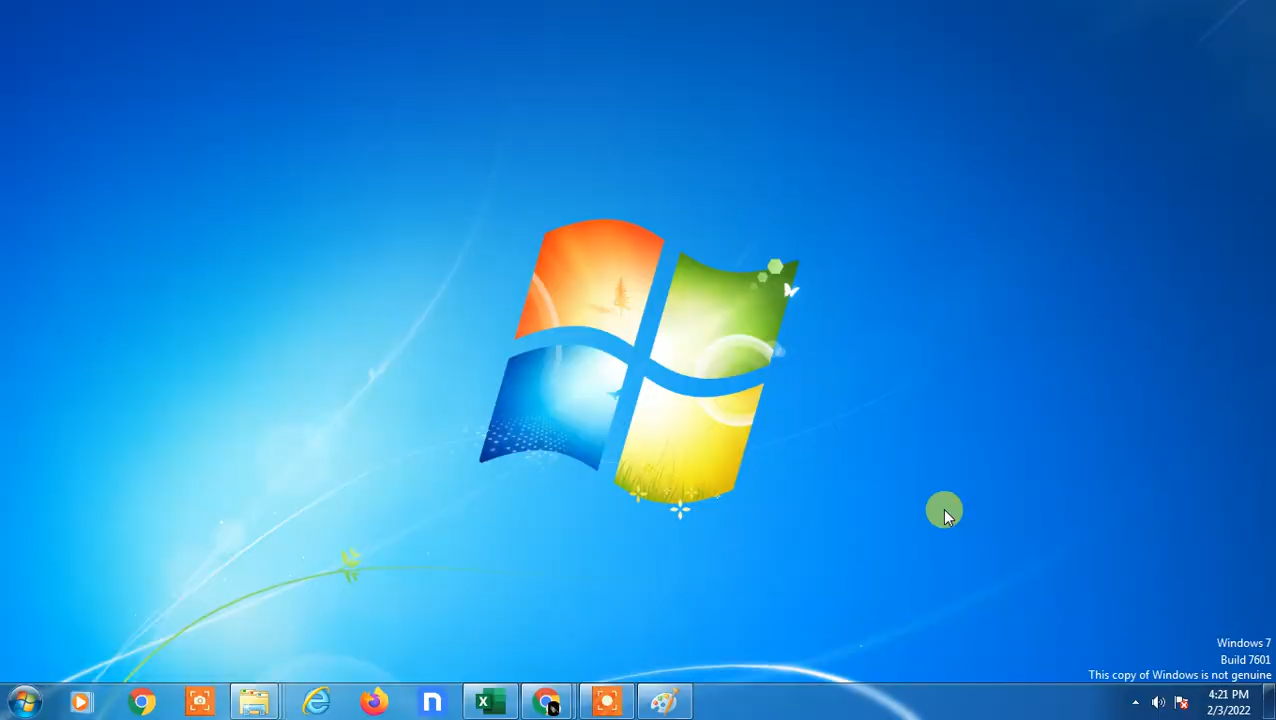 Windows 7
Build 7601
This copy of Windows is not genuine
4:21 PM
2/3/2022